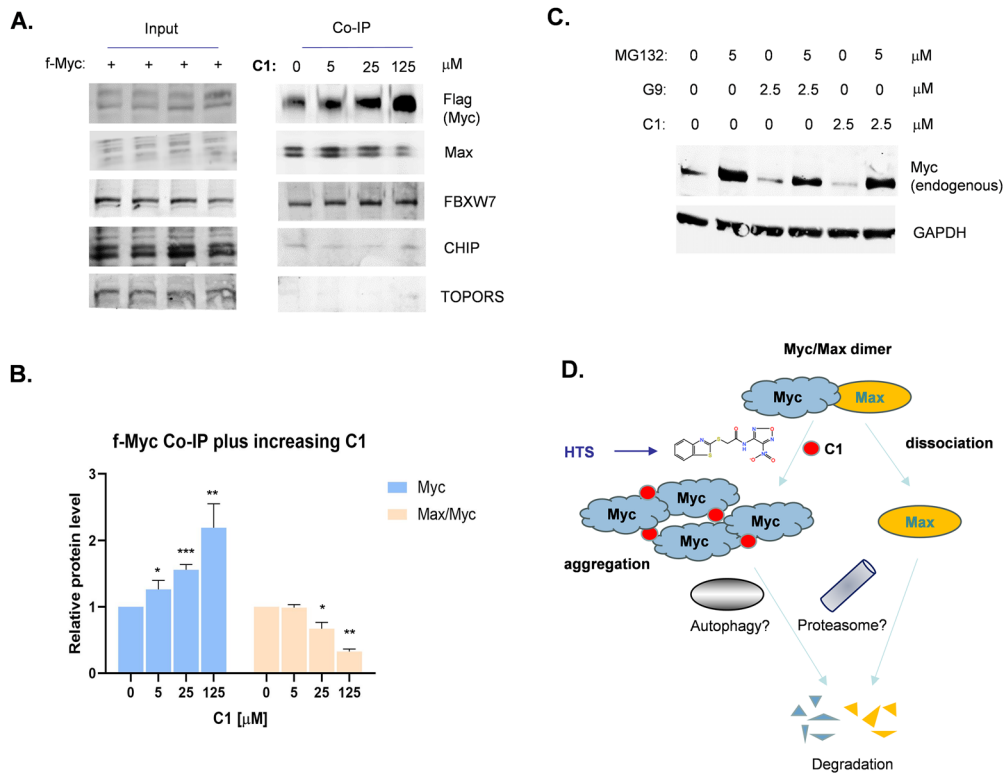 A.
Input
Co-IP
f-Myc: + + + +
C1: 0 5 25 125 μM
Flag
(Myc)
Max
FBXW7
CHIP
TOPORS
B.
f-Myc Co-IP plus increasing C1
Relative protein level
3
2
1
0
* *** **
* **
0 5 25 125 0 5 25 125
C1 [μM]
Myc
Max/Myc
C.
MG132: 0 5 0 5 0 5 μM
G9: 0 0 2.5 2.5 0 0 μM
C1: 0 0 0 0 2.5 2.5 μM
Myc
(endogenous)
GAPDH
D.
Myc/Max dimer
Myc Max
HTS
N S O N O
S N H N
N+
O- O
C1
dissociation
Myc
Myc
Myc
Myc
Max
aggregation
Autophagy?
Proteasome?
Degradation